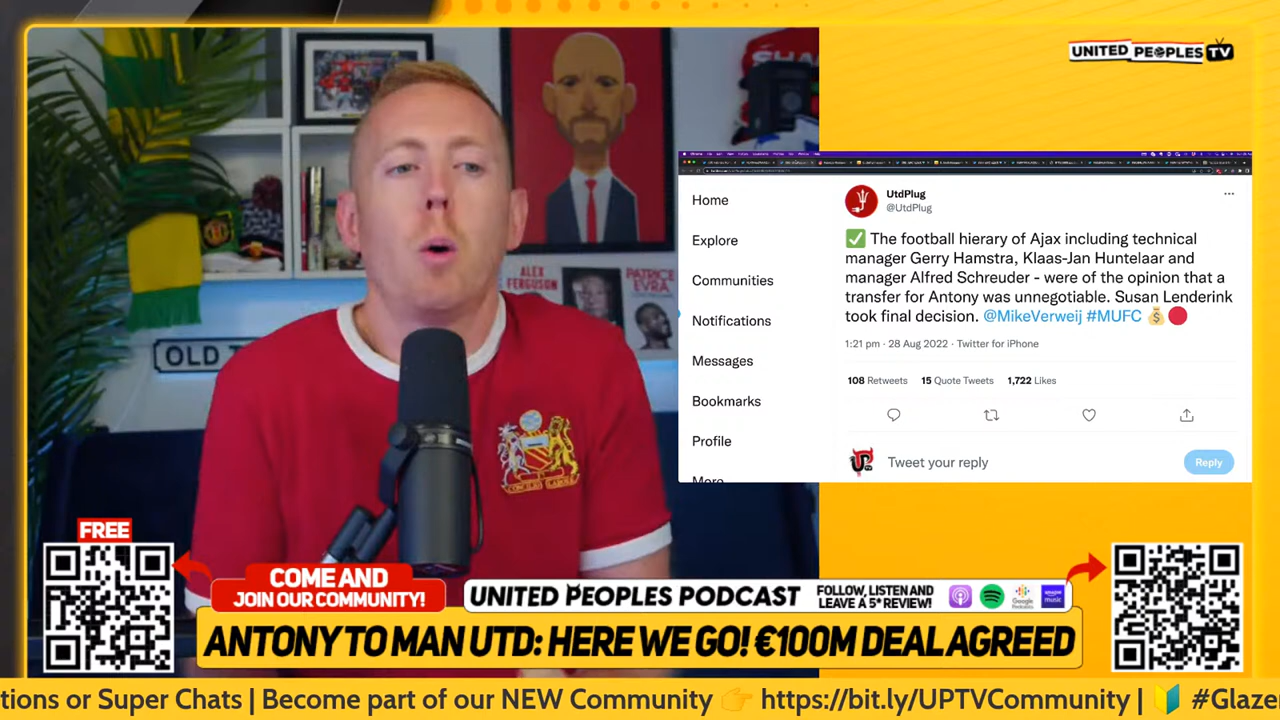 UNITED PEOPLES TV
ALEX
FERGUSON
PATRICE
EVRA
OLD T
Home
Explore
Communities
Notifications
Messages
Bookmarks
Profile
More
UtdPlug
@UtdPlug
✅ The football hierary of Ajax including technical
manager Gerry Hamstra, Klaas-Jan Huntelaar and
manager Alfred Schreuder - were of the opinion that a
transfer for Antony was unnegotiable. Susan Lenderink
took final decision. @MikeVerweij #MUFC 💰🔴
1:21 pm · 28 Aug 2022 · Twitter for iPhone
108 Retweets 15 Quote Tweets 1,722 Likes
Tweet your reply
Reply
FREE
COME AND
JOIN OUR COMMUNITY!
UNITED PEOPLES PODCAST
FOLLOW, LISTEN AND
LEAVE A 5* REVIEW!
Google Podcasts
amazon music
ANTONY TO MAN UTD: HERE WE GO! €100M DEAL AGREED
tions or Super Chats | Become part of our NEW Community 👉 https://bit.ly/UPTVCommunity | 🔰 #Glazer